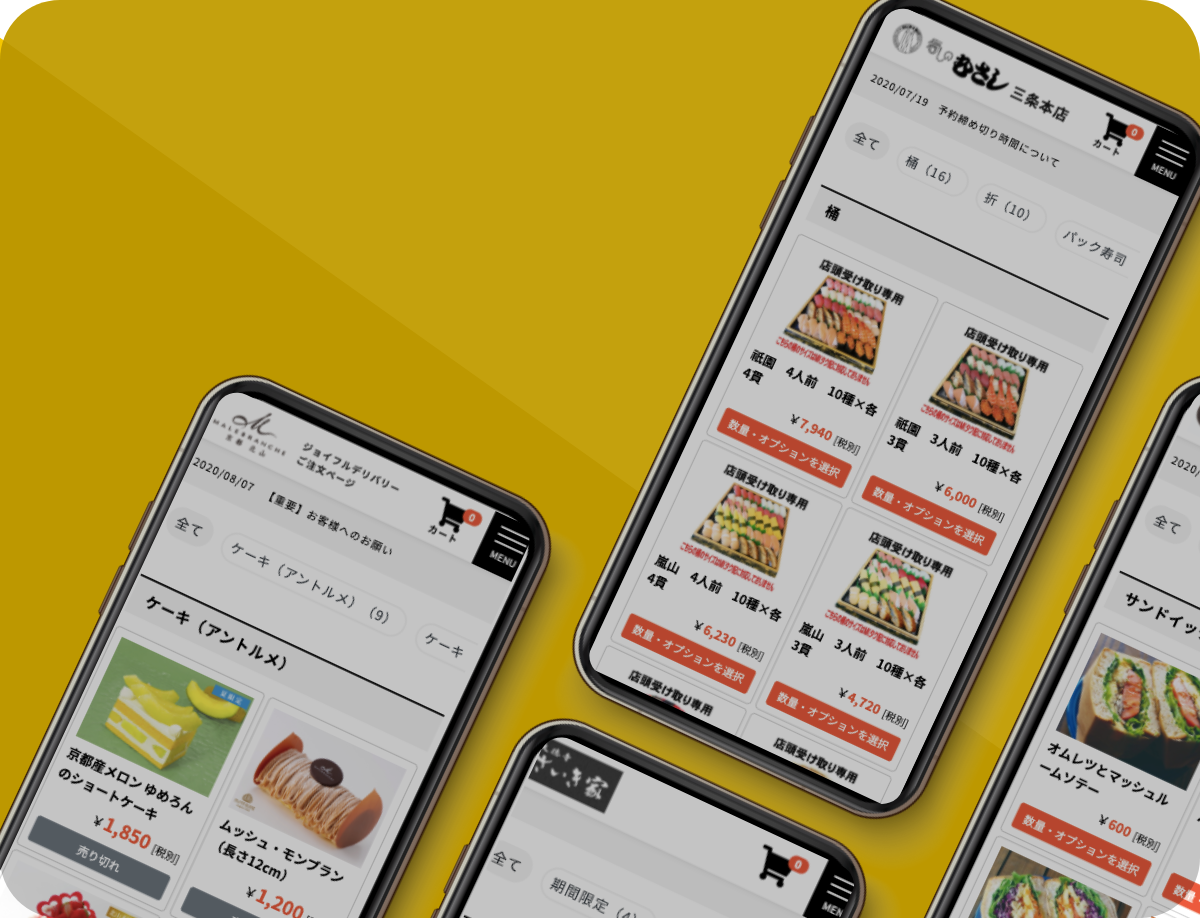 むさし 三条本店
カート
0
MENU
2020/07/19 予約締め切り時間について
全て
桶（16）
折（10）
パック寿司
桶
店頭受け取り専用
祇園 4人前 10種×各
4貫
¥7,940 [税別]
数量・オプションを選択
店頭受け取り専用
祇園 3人前 10種×各
3貫
¥6,000 [税別]
数量・オプションを選択
店頭受け取り専用
嵐山 4人前 10種×各
4貫
¥6,230 [税別]
数量・オプションを選択
店頭受け取り専用
嵐山 3人前 10種×各
3貫
¥4,720 [税別]
数量・オプションを選択
店頭受け取り専用
店頭受け取り専用
MALEBRANCHE
京都 北山
ジョイフルデリバリー
ご注文ページ
カート
0
MENU
2020/08/07 【重要】お客様へのお願い
全て
ケーキ（アントルメ）（9）
ケーキ
ケーキ（アントルメ）
京都産メロン ゆめろん
のショートケーキ
¥1,850 [税別]
売り切れ
ムッシュ・モンブラン
（長さ12cm）
¥1,200
さいき家
0
MEN
全て
期間限定（4）
2020/
全て
サンドイッ
オムレツとマッシュル
ームソテー
¥600 [税別]
数量・オプションを選択
数量